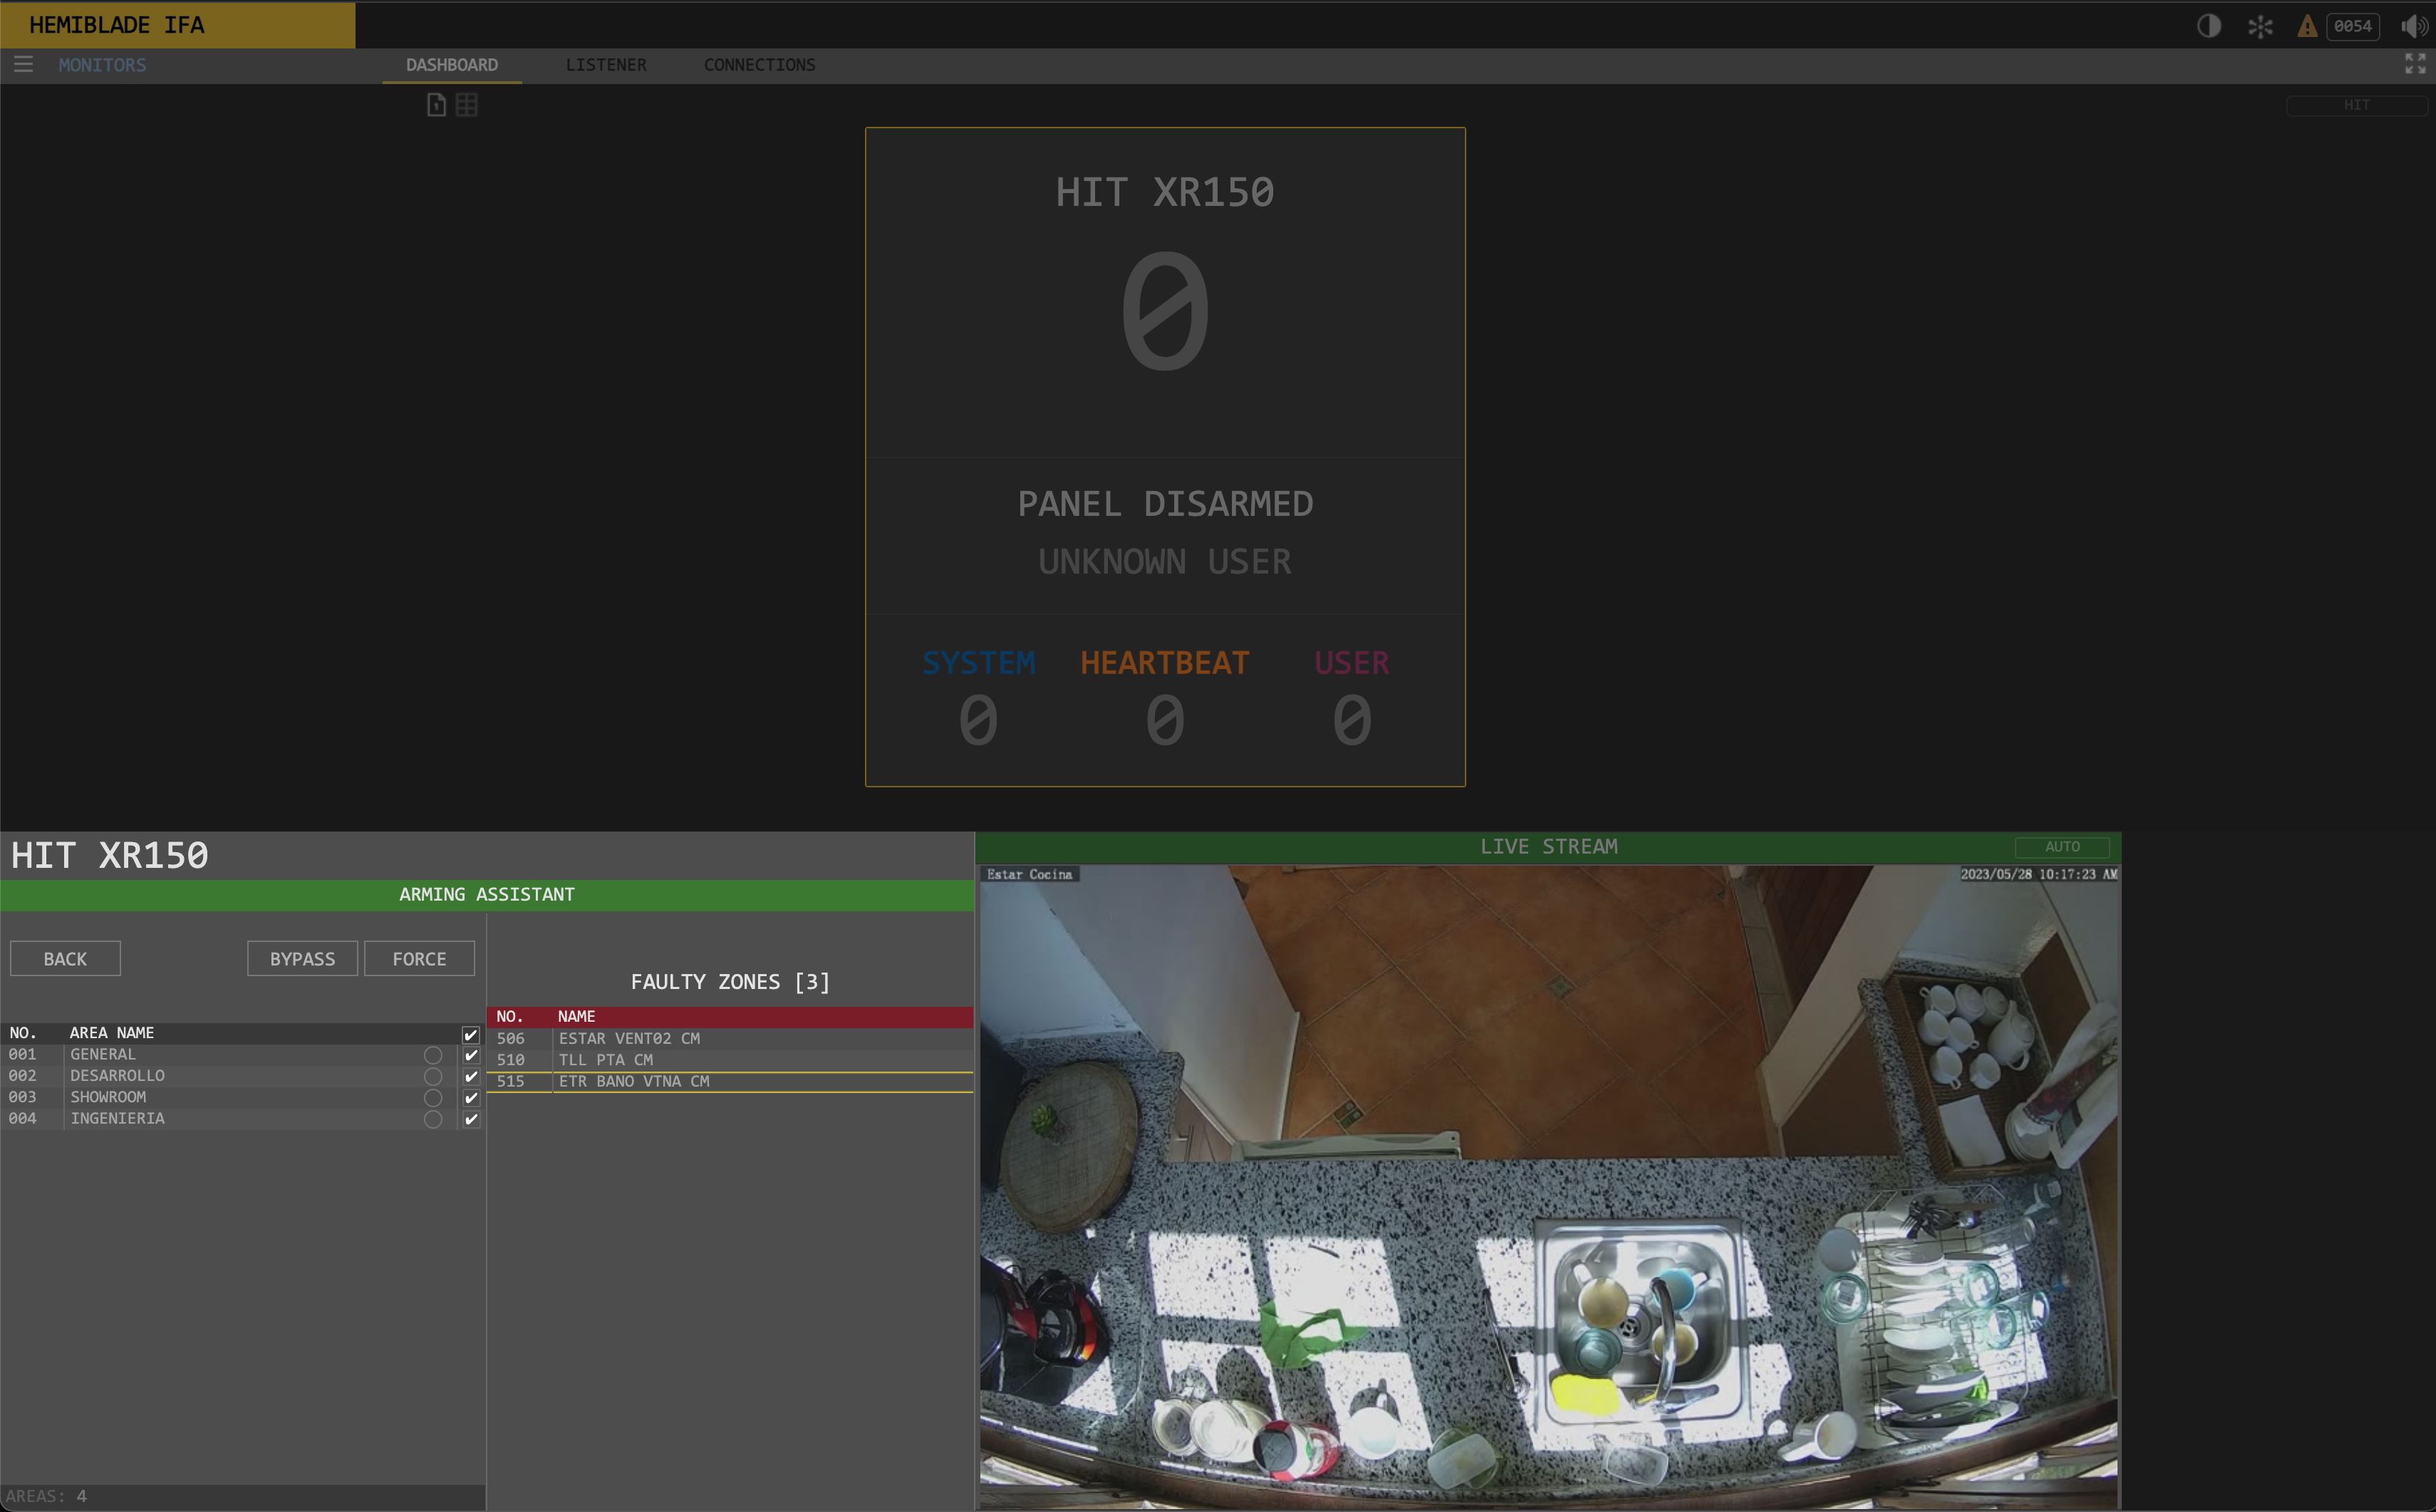 HEMIBLADE IFA
0054
MONITORS
DASHBOARD
LISTENER
CONNECTIONS
1
HIT
HIT XR150
0
PANEL DISARMED
UNKNOWN USER
SYSTEM HEARTBEAT USER
0 0 0
HIT XR150
ARMING ASSISTANT
BACK
BYPASS
FORCE
NO. AREA NAME
001 GENERAL
002 DESARROLLO
003 SHOWROOM
004 INGENIERIA
AREAS: 4
FAULTY ZONES [3]
NO. NAME
506 ESTAR VENT02 CM
510 TLL PTA CM
515 ETR BANO VTNA CM
LIVE STREAM
AUTO
Estar Cocina
2023/05/28 10:17:23 AM